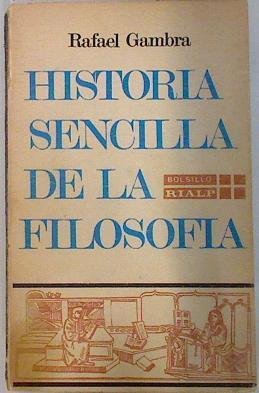 Rafael Gambra
HISTORIA
SENCILLA
DE LA
BOLSILLO
RIALP
FILOSOFIA